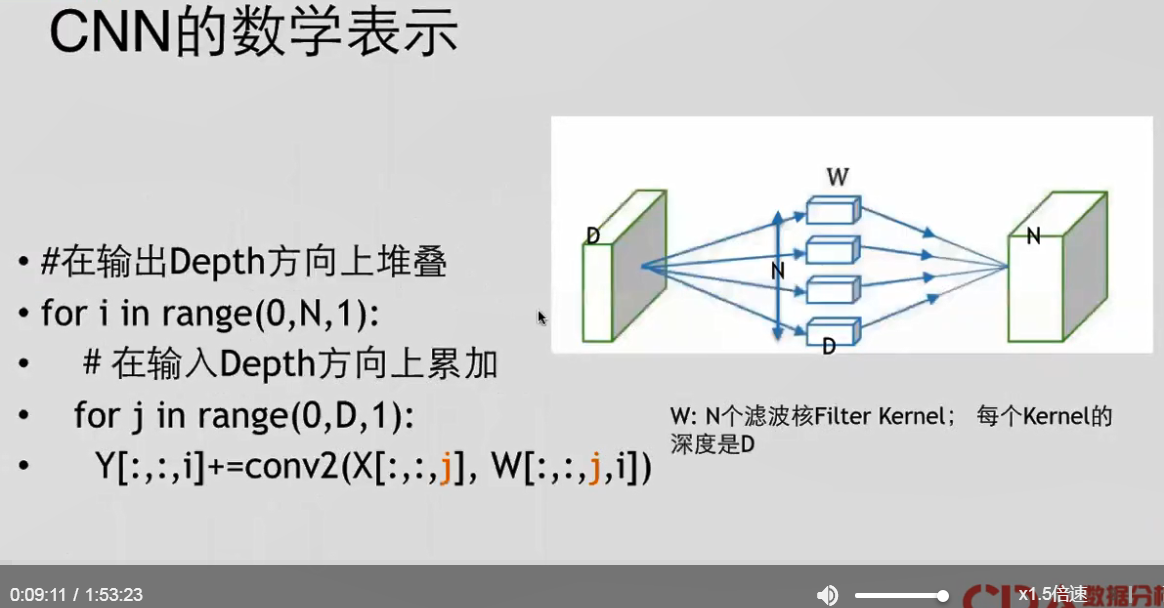 CNN的数学表示
W
D
N
N
D
• #在输出Depth方向上堆叠
• for i in range(0,N,1):
• # 在输入Depth方向上累加
• for j in range(0,D,1):
• Y[:,:,i]+=conv2(X[:,:,j], W[:,:,j,i])
W: N个滤波核Filter Kernel； 每个Kernel的
深度是D
0:09:11 / 1:53:23
x1.5倍速
数据分析